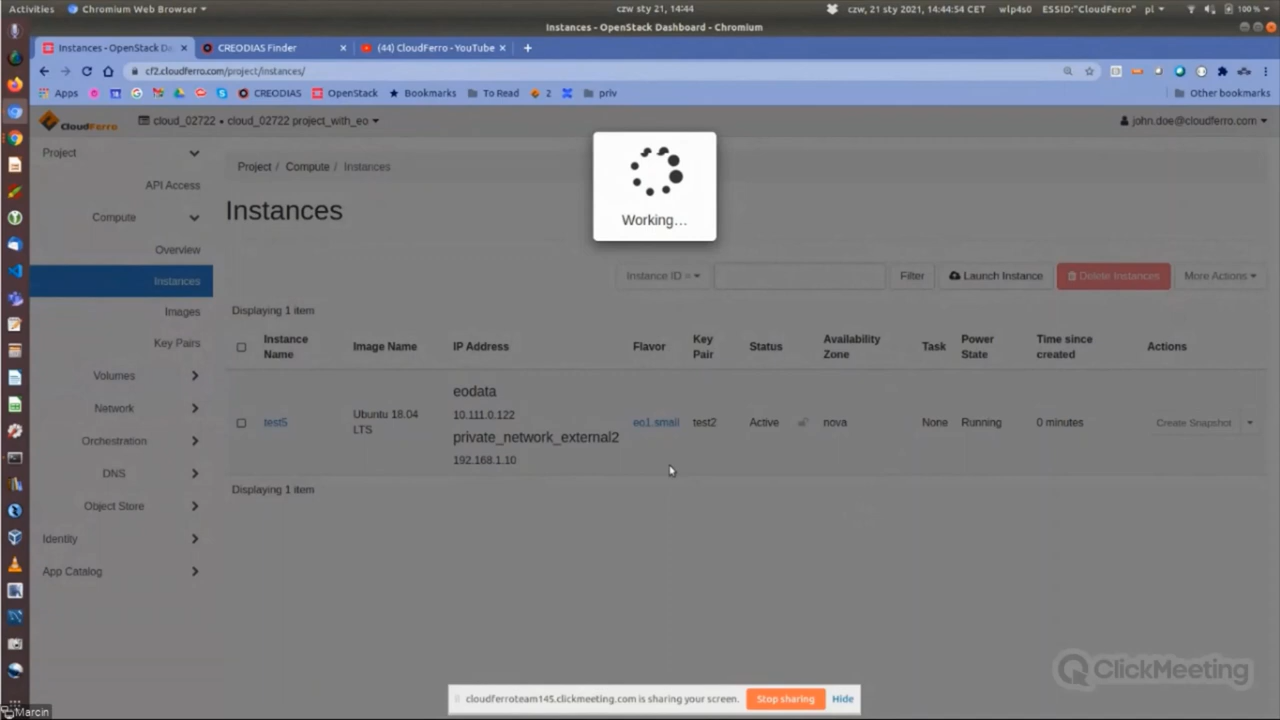 Activities
Chromium Web Browser
czw sty 21, 14:44
czw, 21 sty 2021, 14:44:54 CET
wlp4s0
ESSID:"CloudFerro"
pl
100 %
Instances - OpenStack Dashboard - Chromium
Instances - OpenStack Da
CREODIAS Finder
(44) CloudFerro - YouTube
cf2.cloudferro.com/project/instances/
Apps
CREODIAS
OpenStack
Bookmarks
To Read
2
priv
Other bookmarks
CloudFerro
cloud_02722 • cloud_02722 project_with_eo
john.doe@cloudferro.com
Project
API Access
Compute
Overview
Instances
Images
Key Pairs
Volumes
Network
Orchestration
DNS
Object Store
Identity
App Catalog
Project / Compute / Instances
Instances
Working...
Instance ID =
Filter
Launch Instance
Delete Instances
More Actions
Displaying 1 item
Instance Name
Image Name
IP Address
Flavor
Key Pair
Status
Availability Zone
Task
Power State
Time since created
Actions
test5
Ubuntu 18.04 LTS
eodata
10.111.0.122
private_network_external2
192.168.1.10
eo1.small
test2
Active
nova
None
Running
0 minutes
Create Snapshot
Displaying 1 item
ClickMeeting
cloudferroteam145.clickmeeting.com is sharing your screen.
Stop sharing
Hide
Marcin